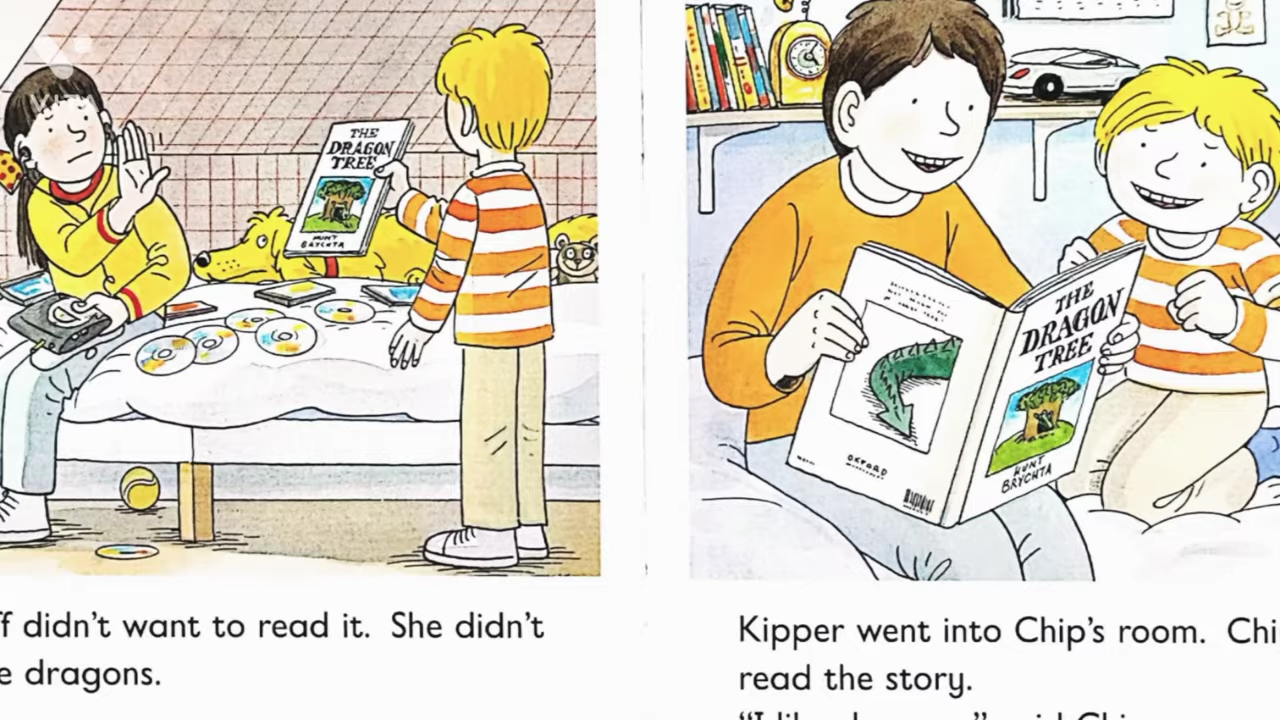 THE
DRAGON
TREE
HUNT
BRYCHTA
THE
DRAGON
TREE
HUNT
BRYCHTA
OXFORD
didn't want to read it. She didn't
dragons.
Kipper went into Chip's room.
read the story.